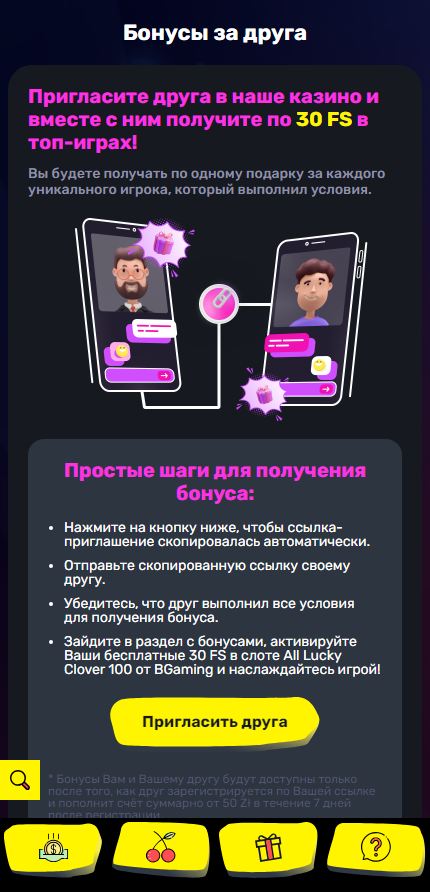 Бонусы за друга
Пригласите друга в наше казино и
вместе с ним получите по 30 FS в
топ-играх!
Вы будете получать по одному подарку за каждого
уникального игрока, который выполнил условия.
Простые шаги для получения
бонуса:
• Нажмите на кнопку ниже, чтобы ссылка-
приглашение скопировалась автоматически.
• Отправьте скопированную ссылку своему
другу.
• Убедитесь, что друг выполнил все условия
для получения бонуса.
• Зайдите в раздел с бонусами, активируйте
Ваши бесплатные 30 FS в слоте All Lucky
Clover 100 от BGaming и наслаждайтесь игрой!
Пригласить друга
* Бонусы Вам и Вашему другу будут доступны только
после того, как друг зарегистрируется по Вашей ссылке
и пополнит счёт суммарно от 50 Zł в течение 7 дней
после регистрации.